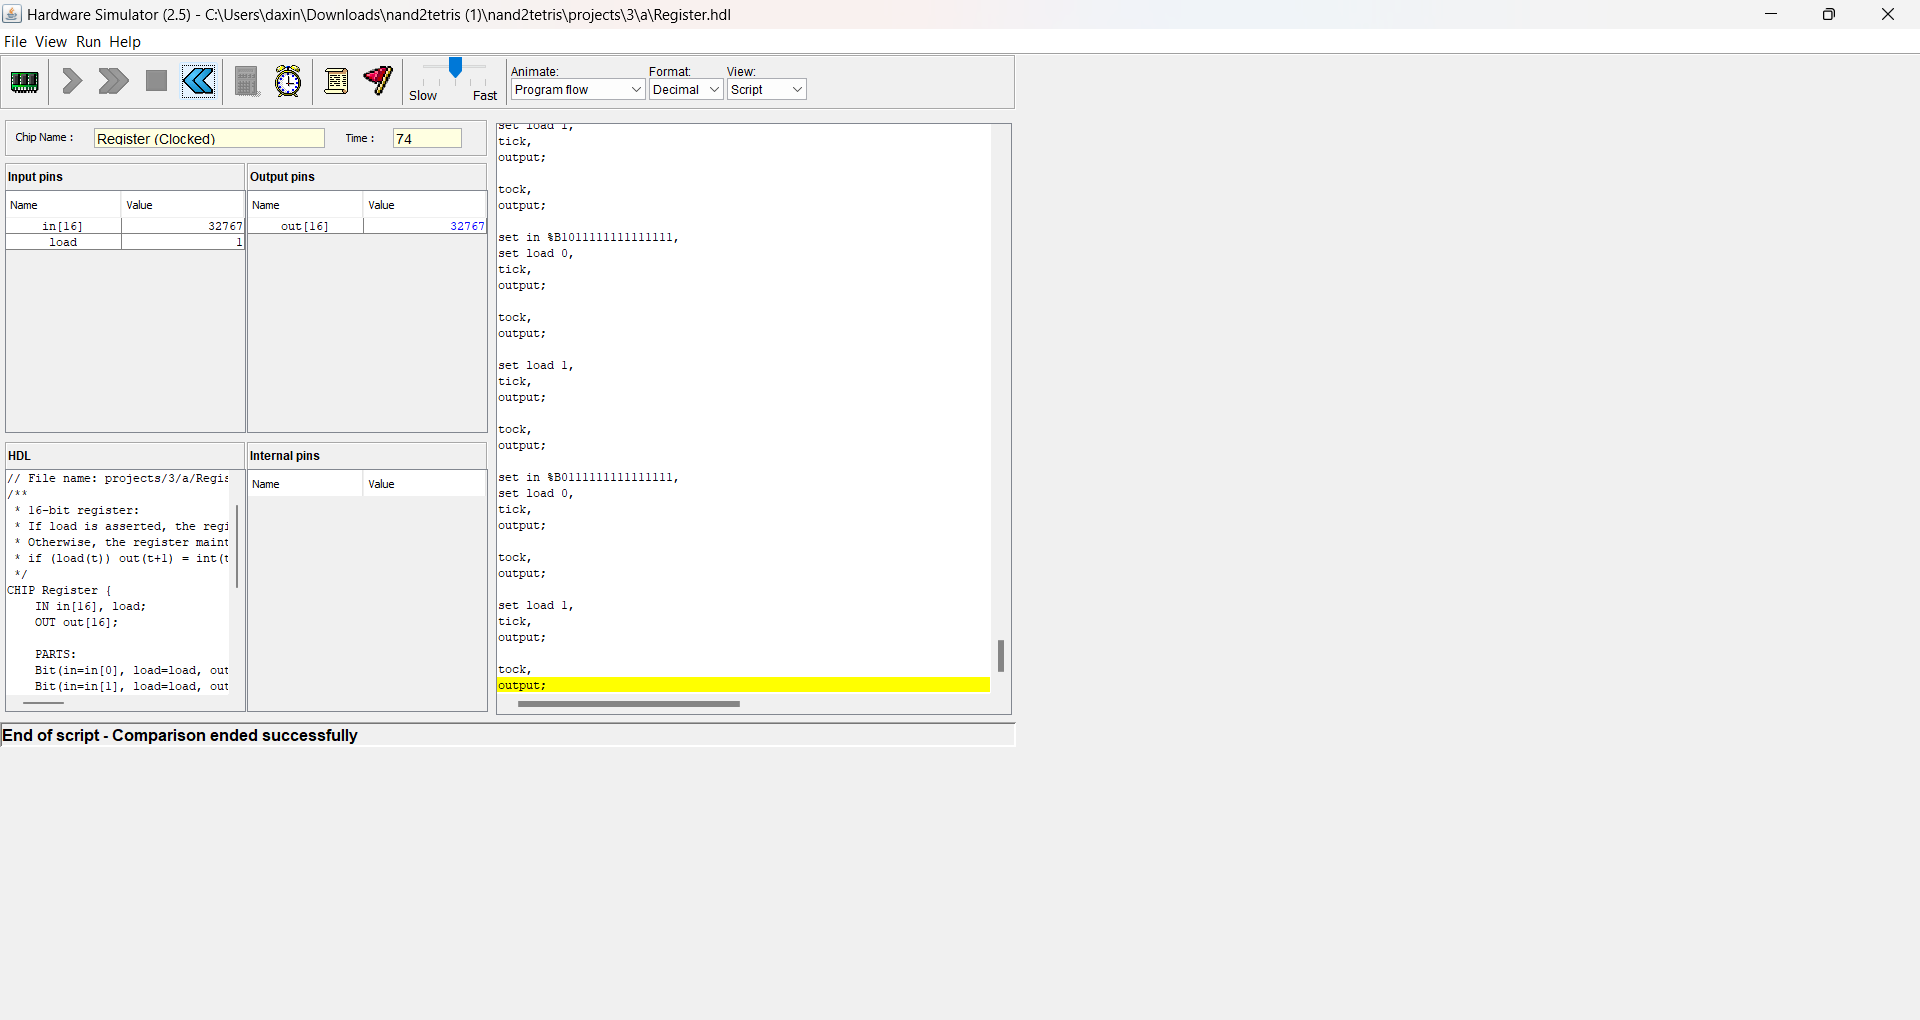 Hardware Simulator (2.5) - C:\Users\daxin\Downloads\nand2tetris (1)\nand2tetris\projects\3\a\Register.hdl
File View Run Help
Slow Fast
Animate:
Program flow
Format:
Decimal
View:
Script
Chip Name :
Register (Clocked)
Time :
74
Input pins
Name Value
in[16] 32767
load 1
Output pins
Name Value
out[16] 32767
HDL
// File name: projects/3/a/Regis
/**
* 16-bit register:
* If load is asserted, the regi
* Otherwise, the register maint
* if (load(t)) out(t+1) = int(t
*/
CHIP Register {
IN in[16], load;
OUT out[16];
PARTS:
Bit(in=in[0], load=load, out
Bit(in=in[1], load=load, out
Internal pins
Name Value
set load 1,
tick,
output;
tock,
output;
set in %B1011111111111111,
set load 0,
tick,
output;
tock,
output;
set load 1,
tick,
output;
tock,
output;
set in %B0111111111111111,
set load 0,
tick,
output;
tock,
output;
set load 1,
tick,
output;
tock,
output;
End of script - Comparison ended successfully